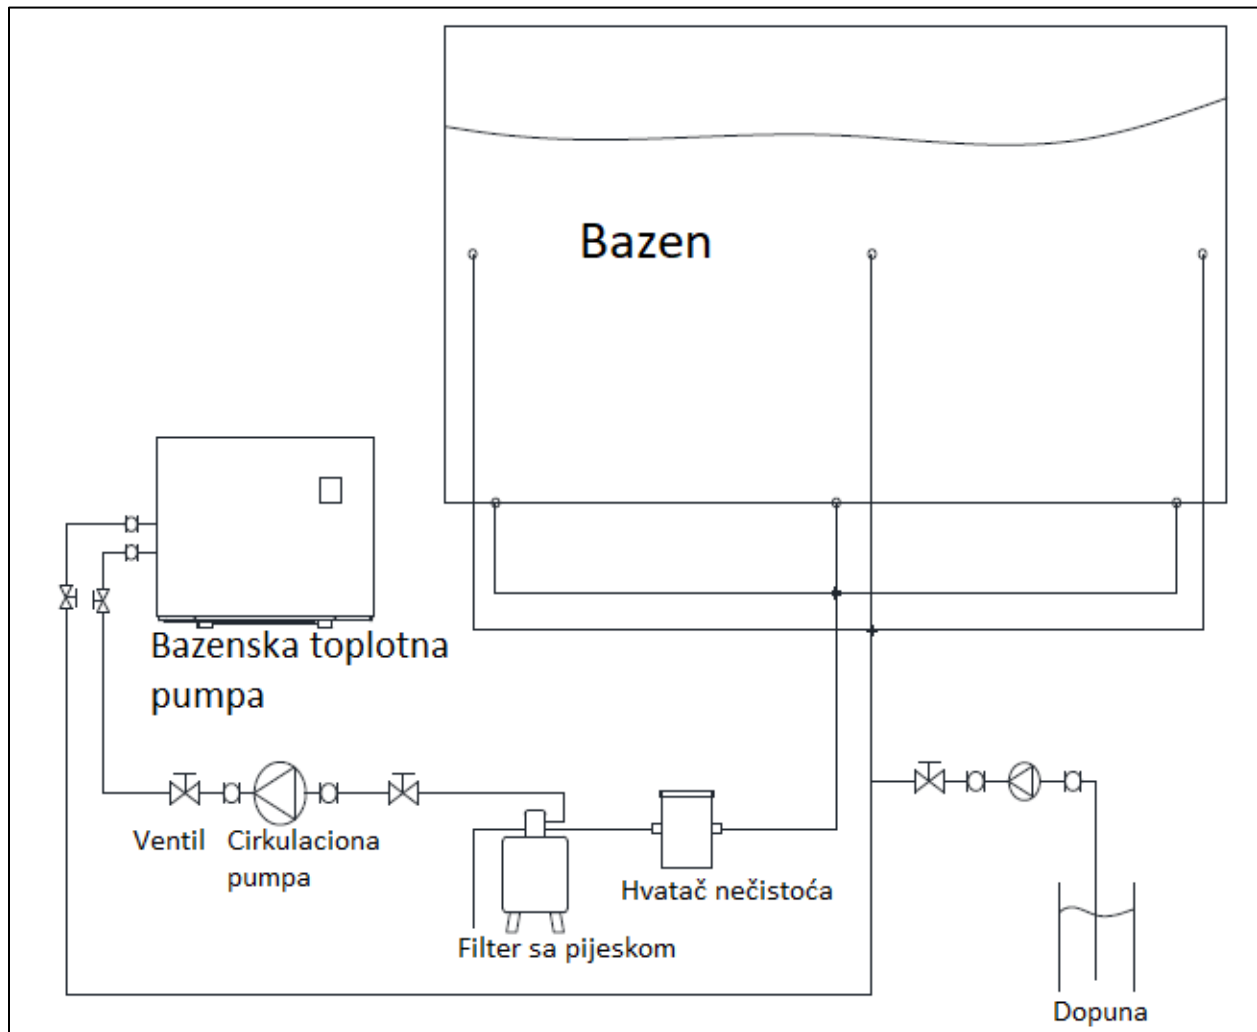 Bazen
Bazenska toplotna
pumpa
Ventil
Cirkulaciona
pumpa
Hvatač nečistoća
Filter sa pijeskom
Dopuna